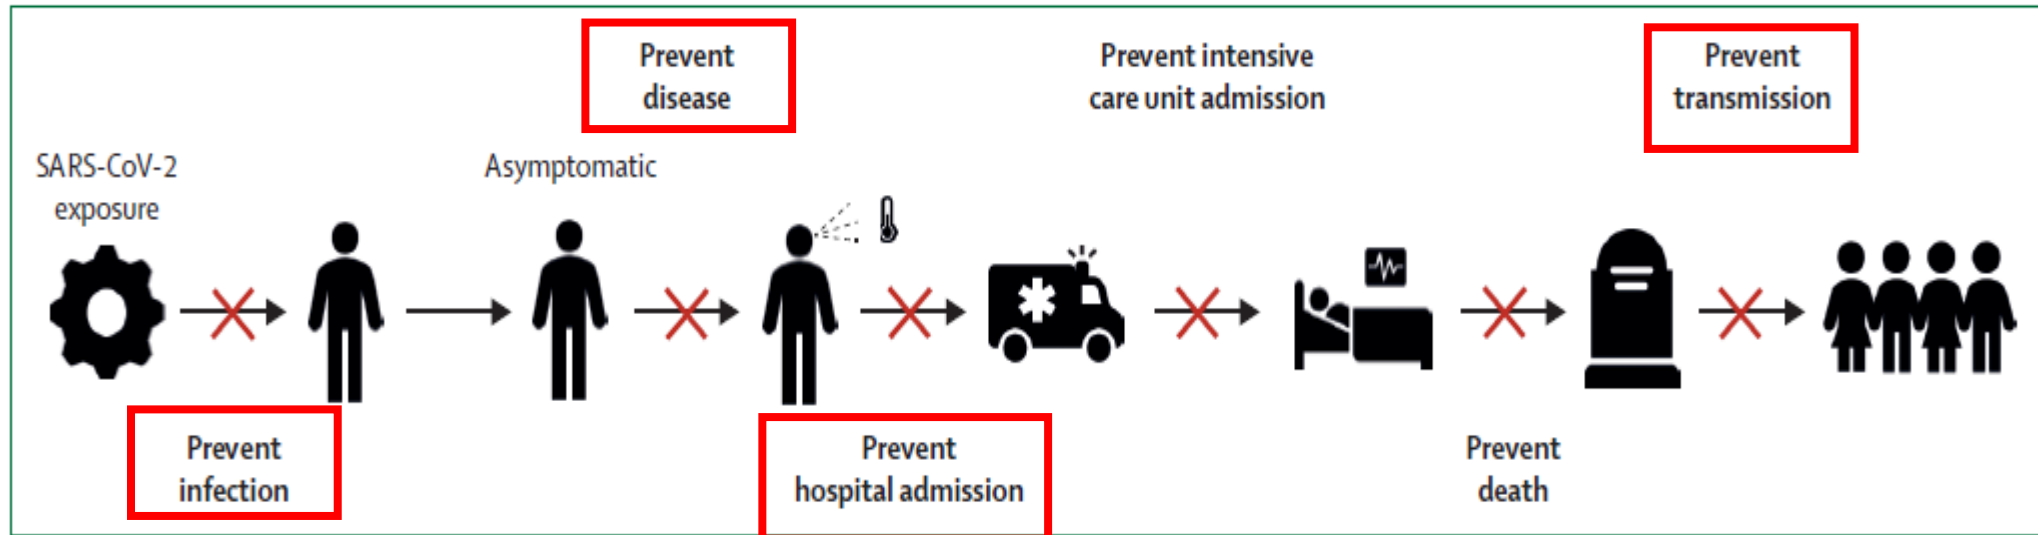 Prevent
disease
Prevent intensive
care unit admission
Prevent
transmission
SARS-CoV-2
exposure
Asymptomatic
Prevent
infection
Prevent
hospital admission
Prevent
death